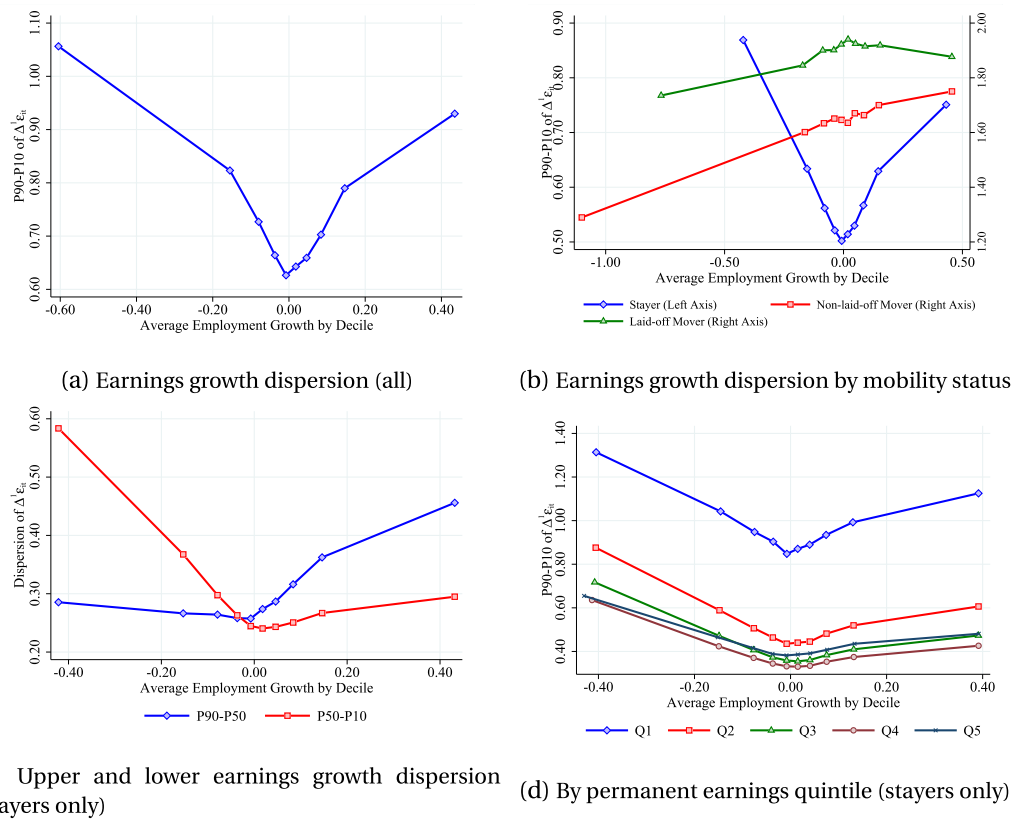 1.10
1.00
0.90
0.80
0.70
0.60
P90-P10 of Δ¹εit
-0.60 -0.40 -0.20 0.00 0.20 0.40
Average Employment Growth by Decile
(a) Earnings growth dispersion (all)
0.90
0.80
0.70
0.60
0.50
P90-P10 of Δ¹εit
2.00
1.80
1.60
1.40
1.20
-1.00 -0.50 0.00 0.50
Average Employment Growth by Decile
Stayer (Left Axis) Non-laid-off Mover (Right Axis)
Laid-off Mover (Right Axis)
(b) Earnings growth dispersion by mobility status
0.60
0.50
0.40
0.30
0.20
Dispersion of Δ¹εit
-0.40 -0.20 0.00 0.20 0.40
Average Employment Growth by Decile
P90-P50 P50-P10
Upper and lower earnings growth dispersion
ayers only)
1.40
1.20
1.00
0.80
0.60
0.40
P90-P10 of Δ¹εit
-0.40 -0.20 0.00 0.20 0.40
Average Employment Growth by Decile
Q1 Q2 Q3 Q4 Q5
(d) By permanent earnings quintile (stayers only)